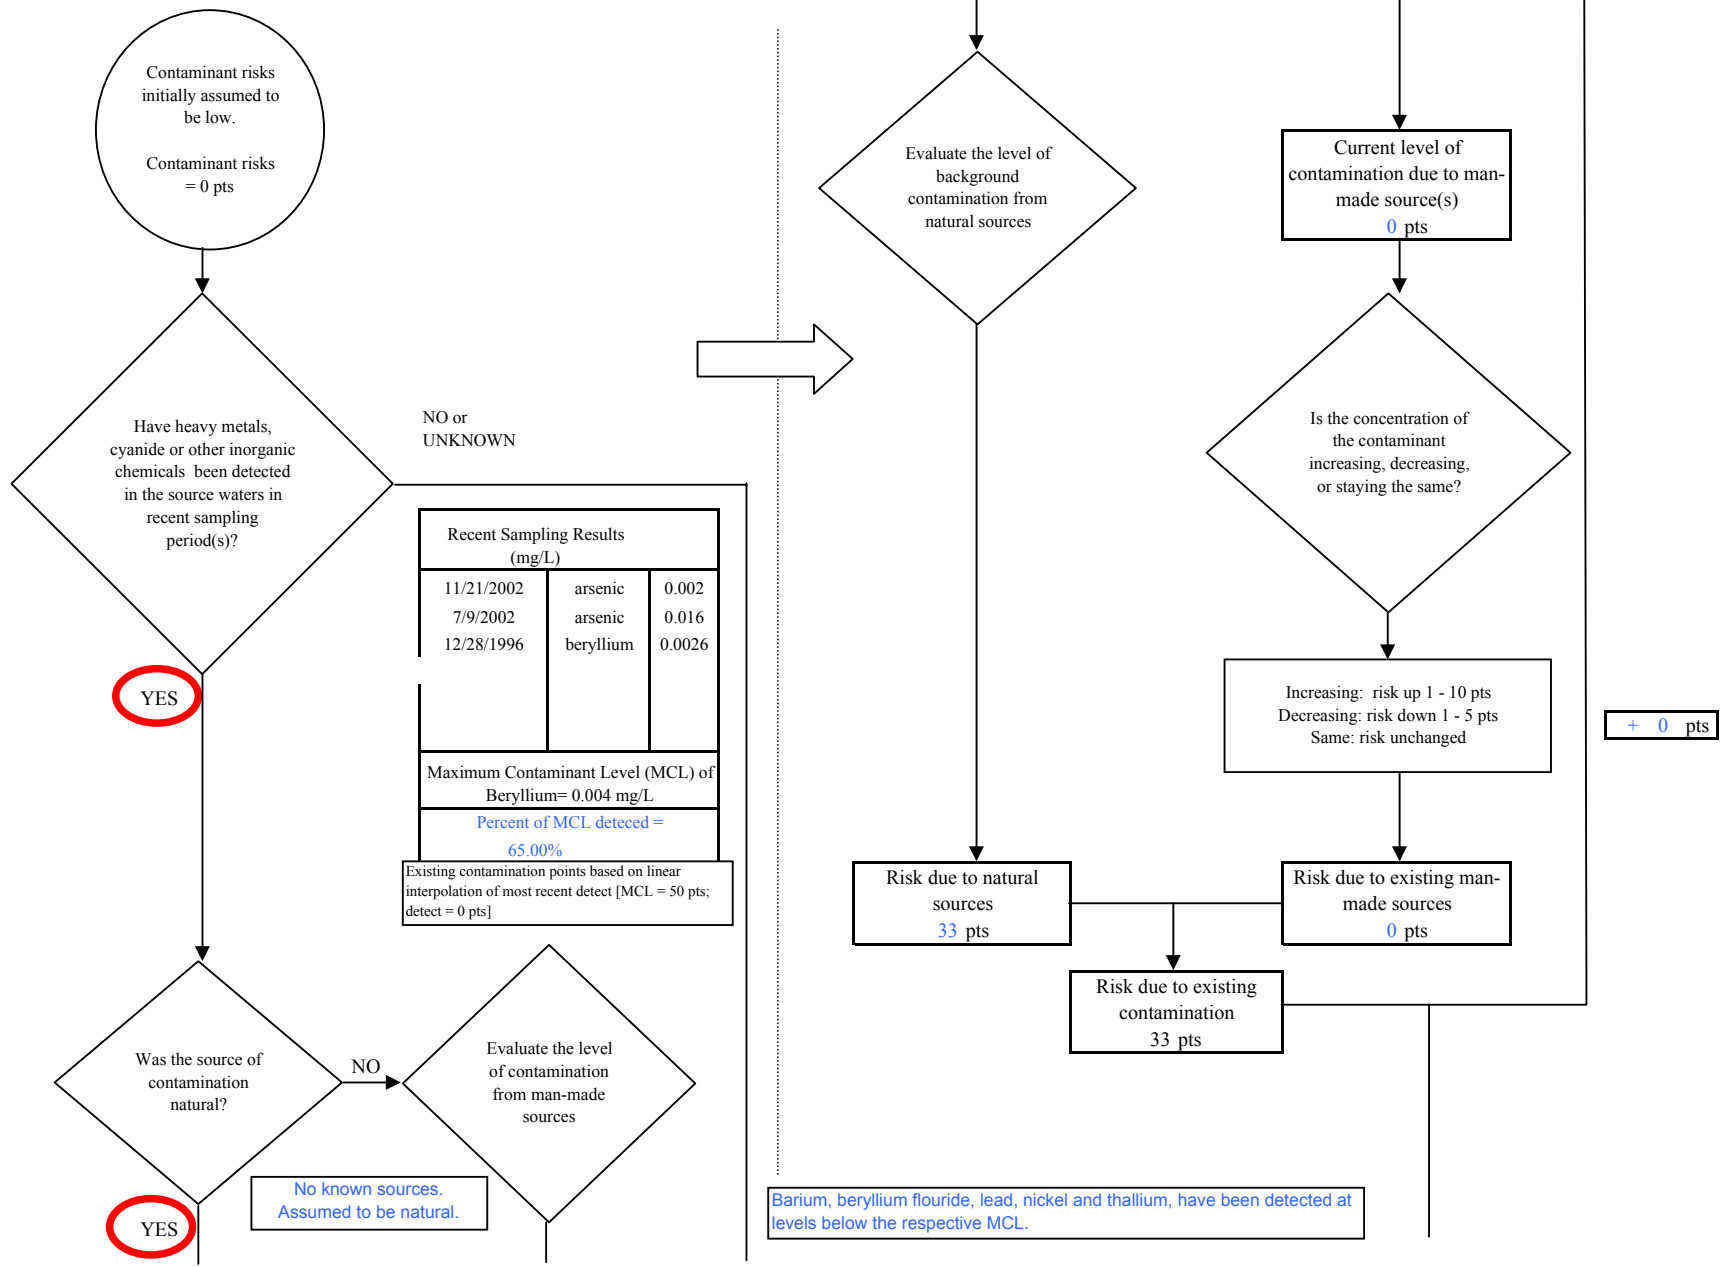 Contaminant risks
initially assumed to
be low.
Contaminant risks
= 0 pts
Have heavy metals,
cyanide or other inorganic
chemicals been detected
in the source waters in
recent sampling
period(s)?
NO or
UNKNOWN
YES
Recent Sampling Results
(mg/L)
11/21/2002 arsenic 0.002
7/9/2002 arsenic 0.016
12/28/1996 beryllium 0.0026
Maximum Contaminant Level (MCL) of
Beryllium= 0.004 mg/L
Percent of MCL deteced =
65.00%
Existing contamination points based on linear
interpolation of most recent detect [MCL = 50 pts;
detect = 0 pts]
Was the source of
contamination
natural?
NO
Evaluate the level
of contamination
from man-made
sources
YES
No known sources.
Assumed to be natural.
Evaluate the level of
background
contamination from
natural sources
Current level of
contamination due to man-
made source(s)
0 pts
Is the concentration of
the contaminant
increasing, decreasing,
or staying the same?
Increasing: risk up 1 - 10 pts
Decreasing: risk down 1 - 5 pts
Same: risk unchanged
+ 0 pts
Risk due to natural
sources
33 pts
Risk due to existing man-
made sources
0 pts
Risk due to existing
contamination
33 pts
Barium, beryllium flouride, lead, nickel and thallium, have been detected at
levels below the respective MCL.